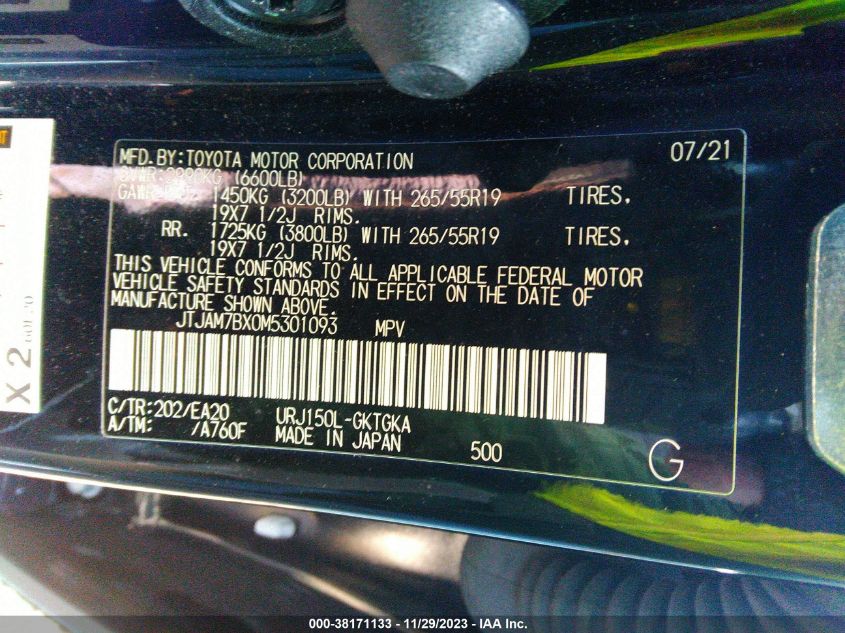 MFD.BY:TOYOTA MOTOR CORPORATION 07/21
(6600LB)
1450KG (3200LB) WITH 265/55R19 TIRES.
19X7 1/2J RIMS.
RR. 1725KG (3800LB) WITH 265/55R19 TIRES.
19X7 1/2J RIMS.
THIS VEHICLE CONFORMS TO ALL APPLICABLE FEDERAL MOTOR
VEHICLE SAFETY STANDARDS IN EFFECT ON THE DATE OF
MANUFACTURE SHOWN ABOVE.
JTJAM7BX0M5301093 MPV
C/TR:202/EA20 URJ150L-GKTGKA
A/TM: /A760F MADE IN JAPAN 500 G
X 2
000-38171133 - 11/29/2023 - IAA Inc.